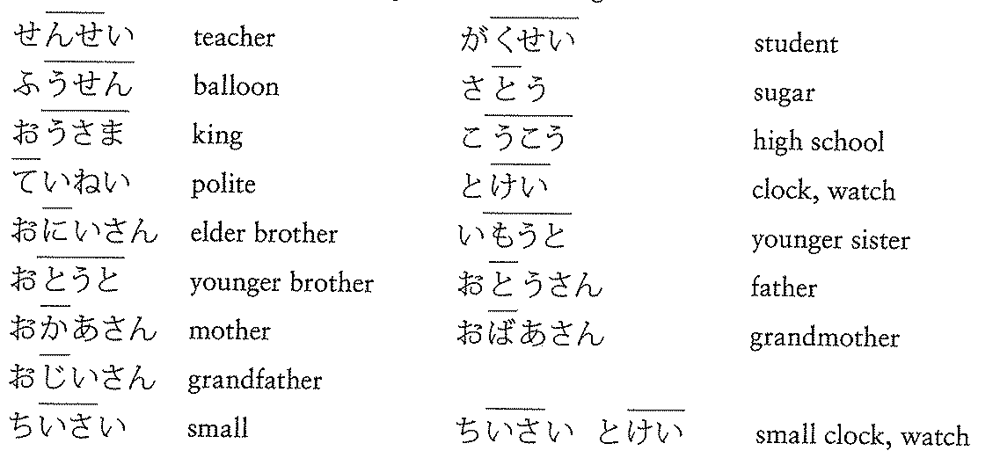 せんせい teacher がくせい student
ふうせん balloon さとう sugar
おうさま king こうこう high school
ていねい polite とけい clock, watch
おにいさん elder brother いもうと younger sister
おとうと younger brother おとうさん father
おかあさん mother おばあさん grandmother
おじいさん grandfather
ちいさい small ちいさい とけい small clock, watch